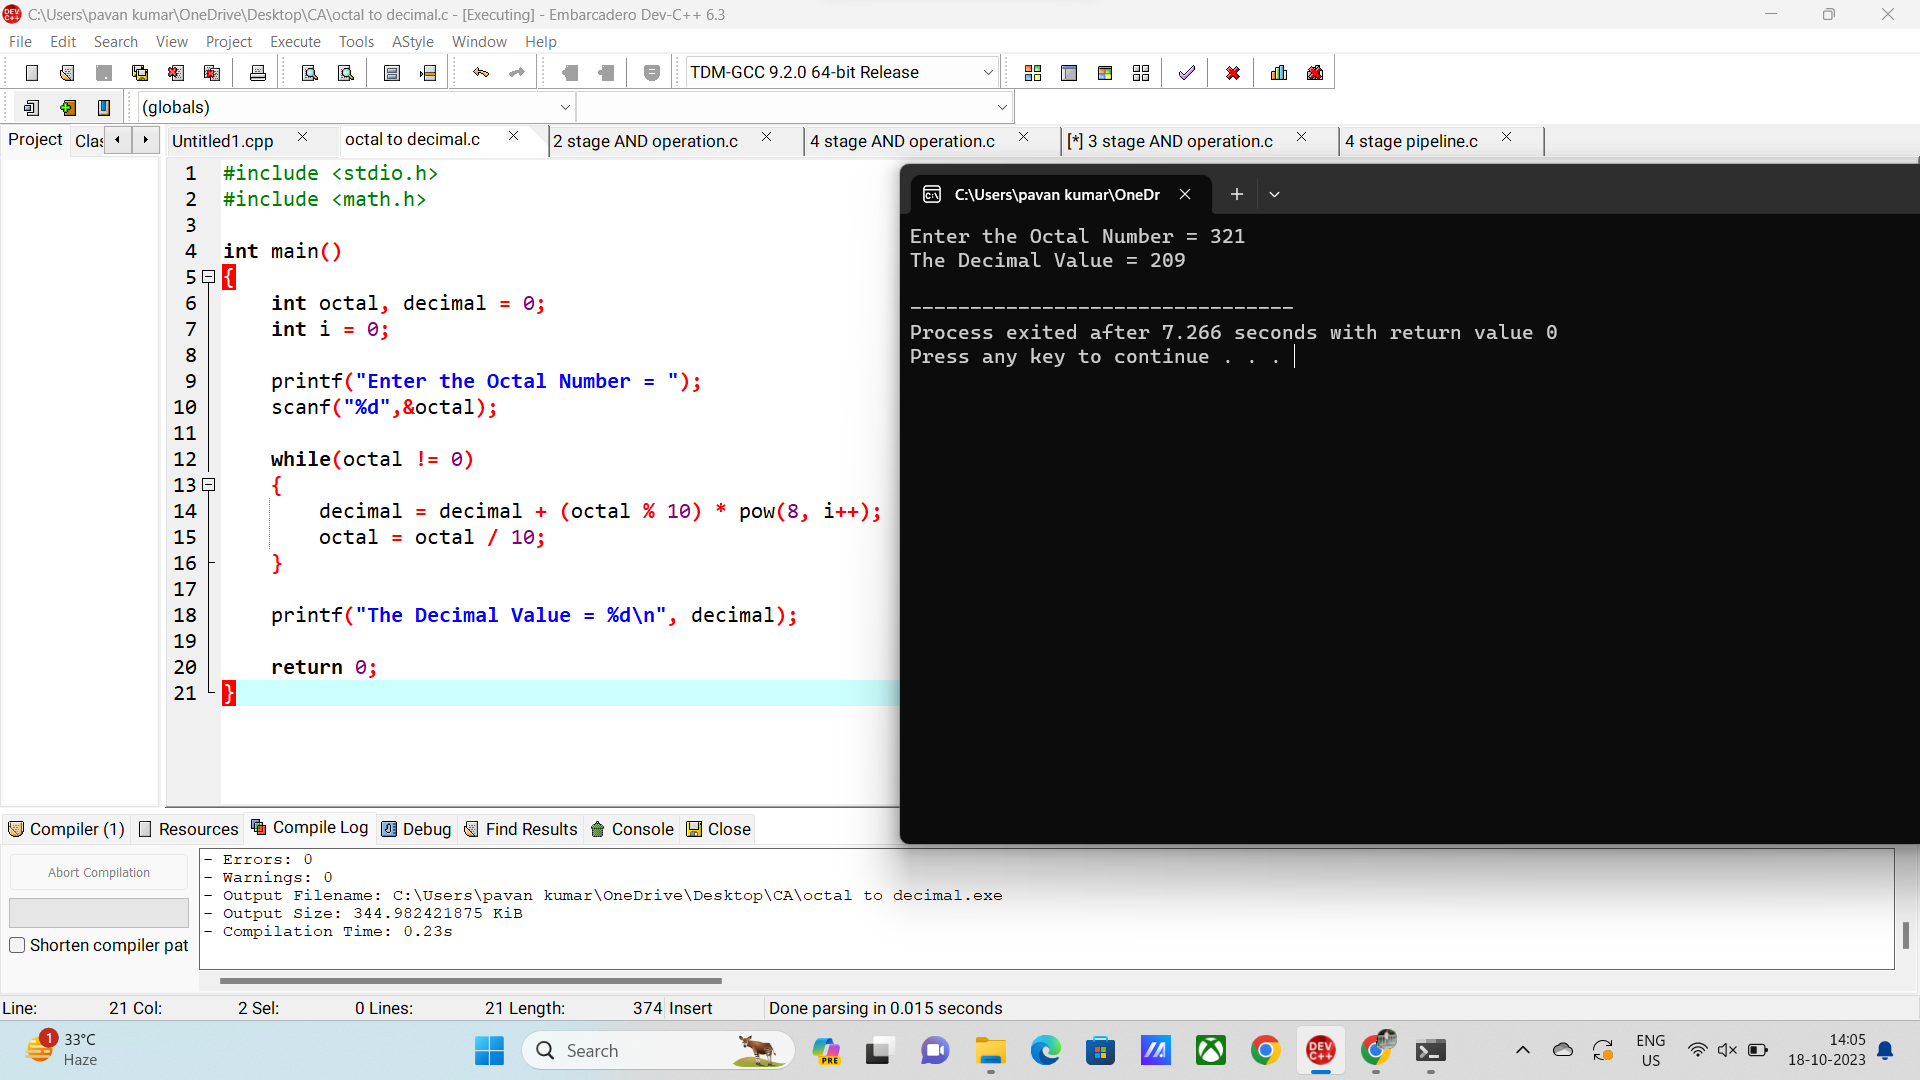 C:\Users\pavan kumar\OneDrive\Desktop\CA\octal to decimal.c - [Executing] - Embarcadero Dev-C++ 6.3
File Edit Search View Project Execute Tools AStyle Window Help
TDM-GCC 9.2.0 64-bit Release
(globals)
Project Clas Untitled1.cpp octal to decimal.c 2 stage AND operation.c 4 stage AND operation.c [*] 3 stage AND operation.c 4 stage pipeline.c
1 #include <stdio.h>
2 #include <math.h>
3
4 int main()
5 {
6 int octal, decimal = 0;
7 int i = 0;
8
9 printf("Enter the Octal Number = ");
10 scanf("%d",&octal);
11
12 while(octal != 0)
13 {
14 decimal = decimal + (octal % 10) * pow(8, i++);
15 octal = octal / 10;
16 }
17
18 printf("The Decimal Value = %d\n", decimal);
19
20 return 0;
21 }
C:\Users\pavan kumar\OneDr
Enter the Octal Number = 321
The Decimal Value = 209
--------------------------------
Process exited after 7.266 seconds with return value 0
Press any key to continue . . .
Compiler (1) Resources Compile Log Debug Find Results Console Close
Abort Compilation
Shorten compiler pat
- Errors: 0
- Warnings: 0
- Output Filename: C:\Users\pavan kumar\OneDrive\Desktop\CA\octal to decimal.exe
- Output Size: 344.982421875 KiB
- Compilation Time: 0.23s
Line: 21 Col: 2 Sel: 0 Lines: 21 Length: 374 Insert Done parsing in 0.015 seconds
1
33°C
Haze
Search
PRE
DEV C++
ENG
US
14:05
18-10-2023